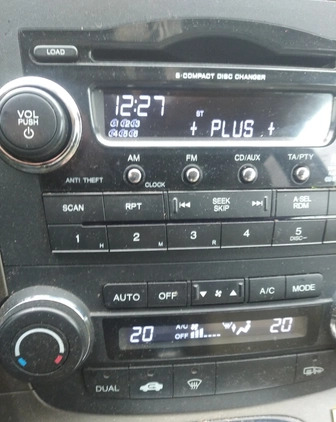 LOAD
6·COMPACT DISC CHANGER
VOL
PUSH
12:27
BT
+ PLUS +
AM FM CD/AUX TA/PTY
ANTI THEFT CLOCK
SCAN RPT SEEK SKIP A-SEL RDM
1 H 2 M 3 R 4 5 DISC-
AUTO OFF A/C MODE
20 A/C OFF 20
DUAL